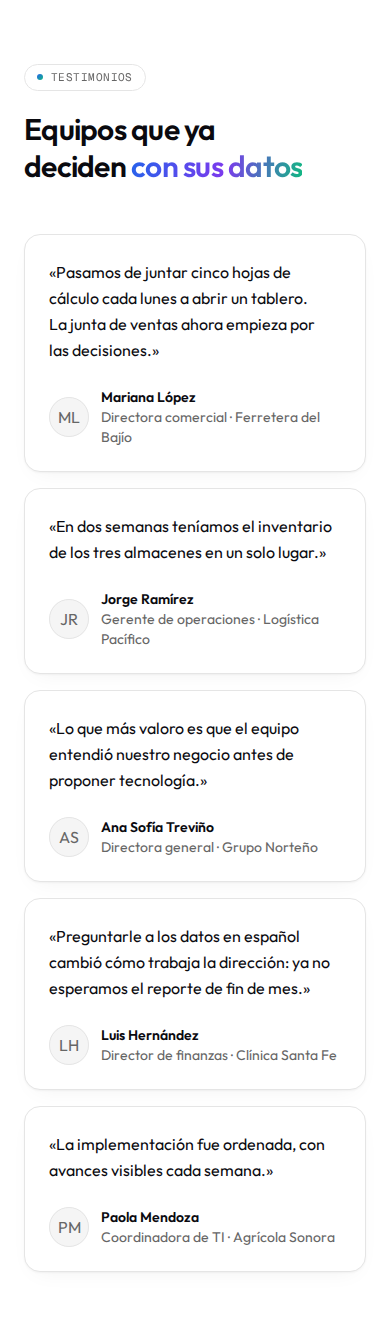 TESTIMONIOS
Equipos que ya
deciden con sus datos
«Pasamos de juntar cinco hojas de
cálculo cada lunes a abrir un tablero.
La junta de ventas ahora empieza por
las decisiones.»
ML
Mariana López
Directora comercial · Ferretera del
Bajío
«En dos semanas teníamos el inventario
de los tres almacenes en un solo lugar.»
JR
Jorge Ramírez
Gerente de operaciones · Logística
Pacífico
«Lo que más valoro es que el equipo
entendió nuestro negocio antes de
proponer tecnología.»
AS
Ana Sofía Treviño
Directora general · Grupo Norteño
«Preguntarle a los datos en español
cambió cómo trabaja la dirección: ya no
esperamos el reporte de fin de mes.»
LH
Luis Hernández
Director de finanzas · Clínica Santa Fe
«La implementación fue ordenada, con
avances visibles cada semana.»
PM
Paola Mendoza
Coordinadora de TI · Agrícola Sonora